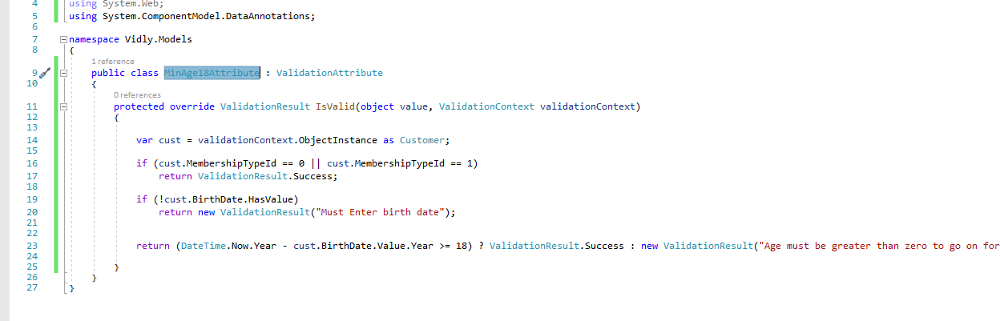 4 using System.Web;
5 using System.ComponentModel.DataAnnotations;
6
7 namespace Vidly.Models
8 {
1 reference
9 public class MinAge18Attribute : ValidationAttribute
10 {
0 references
11 protected override ValidationResult IsValid(object value, ValidationContext validationContext)
12 {
13
14 var cust = validationContext.ObjectInstance as Customer;
15
16 if (cust.MembershipTypeId == 0 || cust.MembershipTypeId == 1)
17 return ValidationResult.Success;
18
19 if (!cust.BirthDate.HasValue)
20 return new ValidationResult("Must Enter birth date");
21
22
23 return (DateTime.Now.Year - cust.BirthDate.Value.Year >= 18) ? ValidationResult.Success : new ValidationResult("Age must be greater than zero to go on for
24
25 }
26 }
27 }